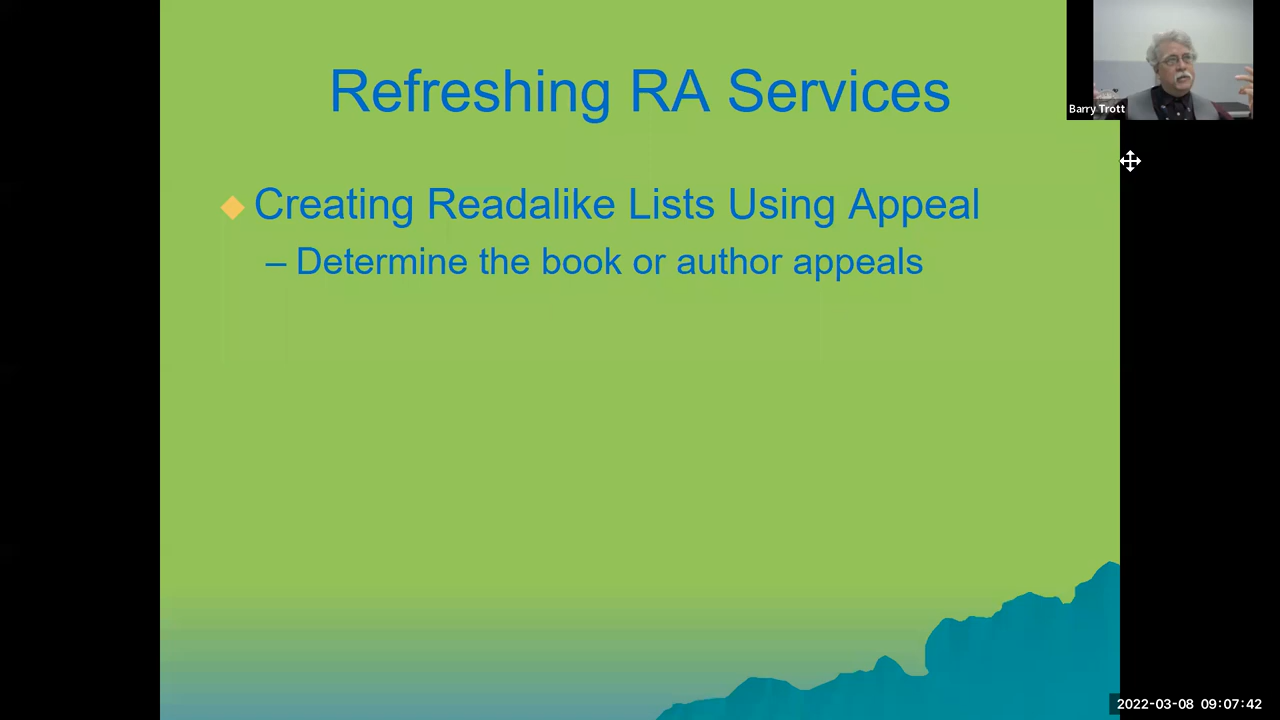 Refreshing RA Services
Barry Trott
Creating Readalike Lists Using Appeal
– Determine the book or author appeals
2022-03-08 09:07:42